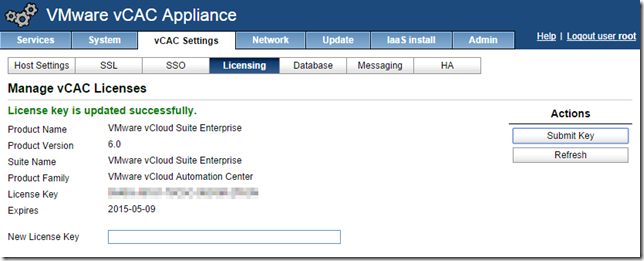 VMware vCAC Appliance
Services System vCAC Settings Network Update IaaS install Admin Help | Logout user root
Host Settings SSL SSO Licensing Database Messaging HA
Manage vCAC Licenses
License key is updated successfully.
Actions
Product Name VMware vCloud Suite Enterprise
Submit Key
Product Version 6.0
Refresh
Suite Name VMware vCloud Suite Enterprise
Product Family VMware vCloud Automation Center
License Key
Expires 2015-05-09
New License Key